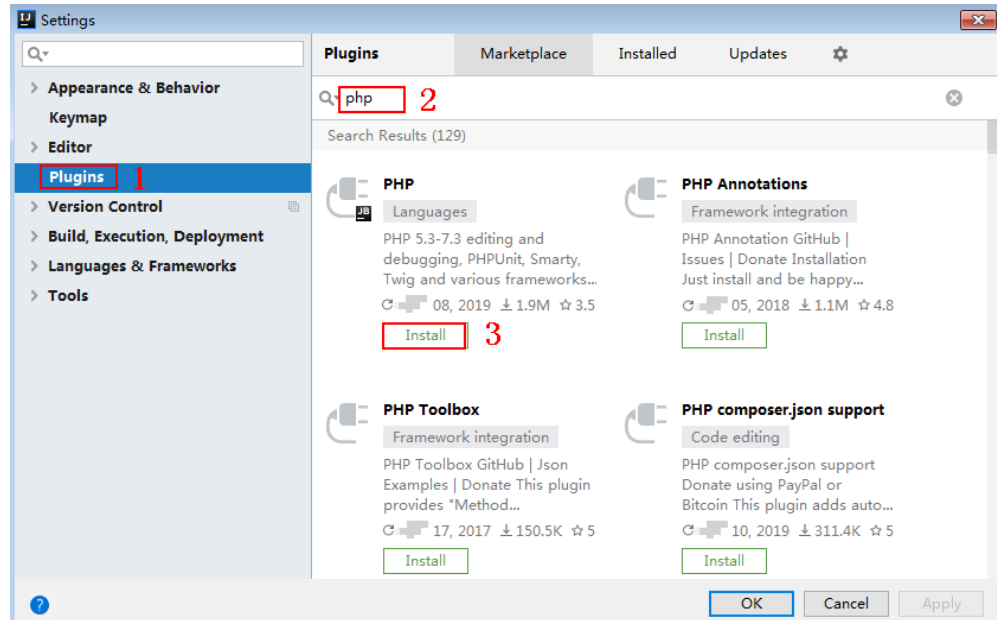 Settings
Plugins
Marketplace
Installed
Updates
Appearance & Behavior
Keymap
Editor
Plugins 1
Version Control
Build, Execution, Deployment
Languages & Frameworks
Tools
php 2
Search Results (129)
PHP
JB
Languages
PHP 5.3-7.3 editing and
debugging, PHPUnit, Smarty,
Twig and various frameworks...
08, 2019 1.9M 3.5
Install 3
PHP Annotations
Framework integration
PHP Annotation GitHub |
Issues | Donate Installation
Just install and be happy...
05, 2018 1.1M 4.8
Install
PHP Toolbox
Framework integration
PHP Toolbox GitHub | Json
Examples | Donate This plugin
provides "Method...
17, 2017 150.5K 5
Install
PHP composer.json support
Code editing
PHP composer.json support
Donate using PayPal or
Bitcoin This plugin adds auto...
10, 2019 311.4K 5
Install
?
OK
Cancel
Apply